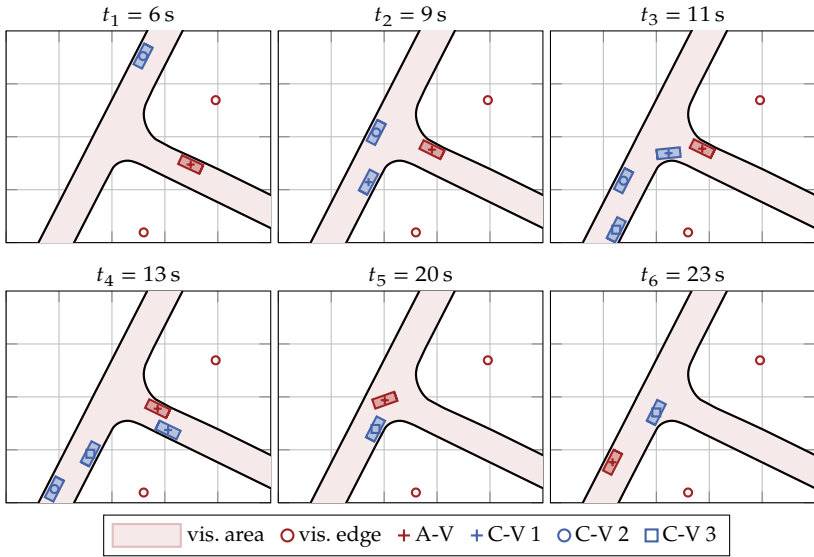 t₁ = 6 s
t₂ = 9 s
t₃ = 11 s
t₄ = 13 s
t₅ = 20 s
t₆ = 23 s
vis. area vis. edge A-V C-V 1 C-V 2 C-V 3